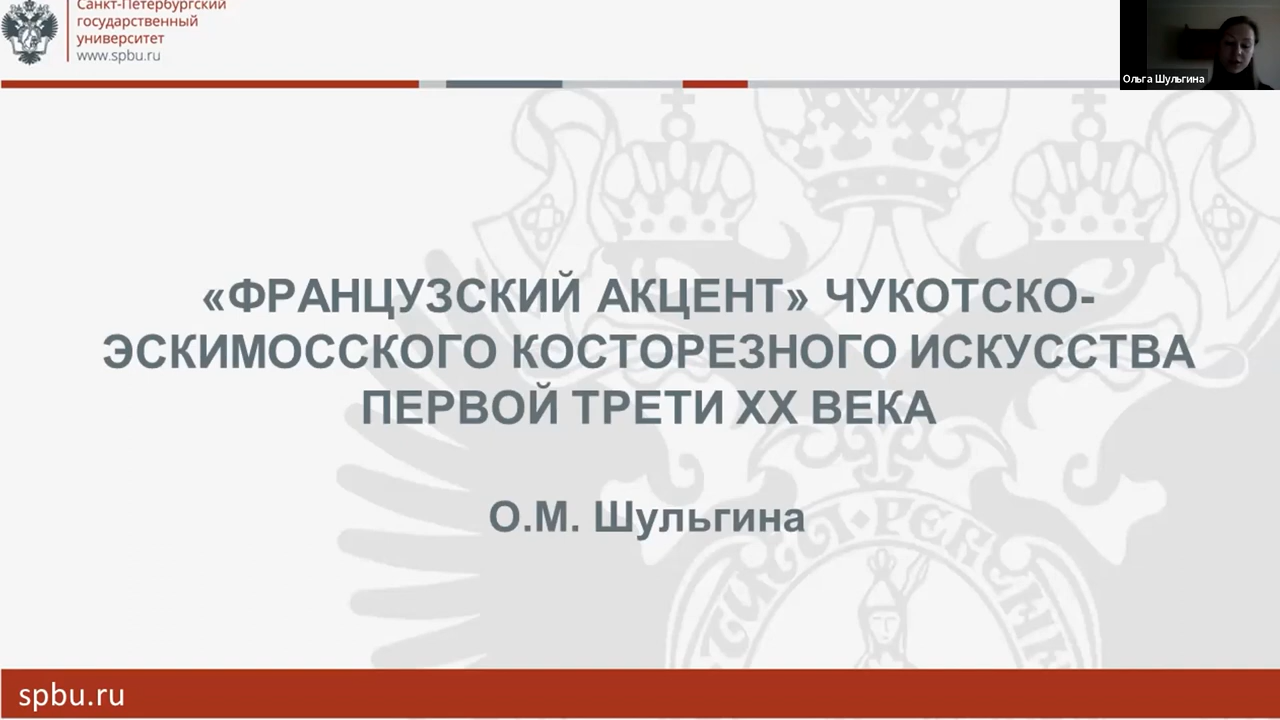 Санкт-Петербургский
государственный
университет
www.spbu.ru
Ольга Шульгина
«ФРАНЦУЗСКИЙ АКЦЕНТ» ЧУКОТСКО-
ЭСКИМОССКОГО КОСТОРЕЗНОГО ИСКУССТВА
ПЕРВОЙ ТРЕТИ XX ВЕКА
О.М. Шульгина
spbu.ru